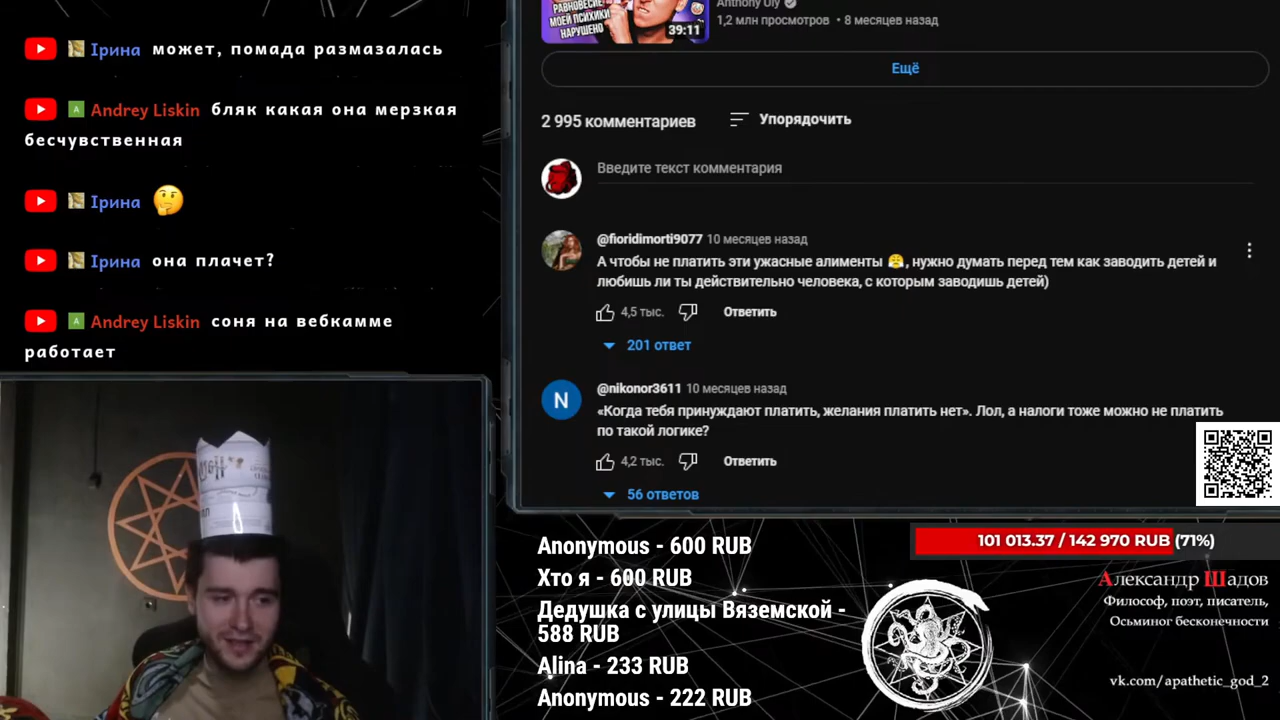 Ірина может, помада размазалась
Andrey Liskin бляк какая она мерзкая
бесчувственная
Ірина 🤔
Ірина она плачет?
Andrey Liskin соня на вебкамме
работает
РАВНОВЕСИЕ
МОЕЙ ПСИХИКИ
НАРУШЕНО
39:11
Anthony Uly
1,2 млн просмотров • 8 месяцев назад
Ещё
2 995 комментариев Упорядочить
Введите текст комментария
@fioridimorti9077 10 месяцев назад
А чтобы не платить эти ужасные алименты 😤, нужно думать перед тем как заводить детей и
любишь ли ты действительно человека, с которым заводишь детей)
4,5 тыс. Ответить
201 ответ
N
@nikonor3611 10 месяцев назад
«Когда тебя принуждают платить, желания платить нет». Лол, а налоги тоже можно не платить
по такой логике?
4,2 тыс. Ответить
56 ответов
Anonymous - 600 RUB
Хто я - 600 RUB
Дедушка с улицы Вяземской -
588 RUB
Alina - 233 RUB
Anonymous - 222 RUB
101 013.37 / 142 970 RUB (71%)
Александр Шадов
Философ, поэт, писатель,
Осьминог бесконечности
vk.com/apathetic_god_2